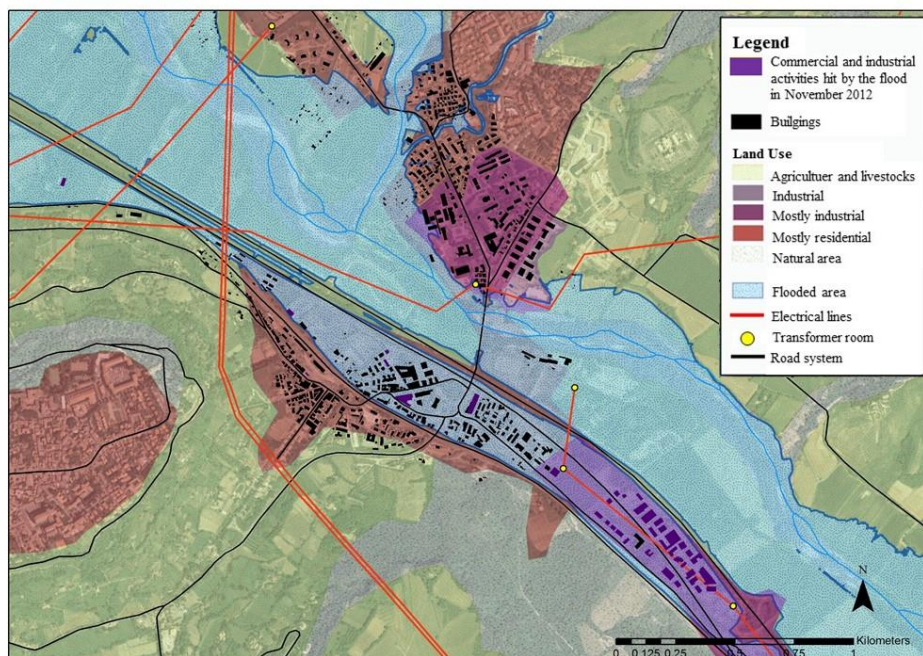 Legend
Commercial and industrial
activities hit by the flood
in November 2012
Builgings
Land Use
Agricultuer and livestocks
Industrial
Mostly industrial
Mostly residential
Natural area
Flooded area
Electrical lines
Transformer room
Road system
N
Kilometers
0 0.125 0.25 0.5 0.75 1